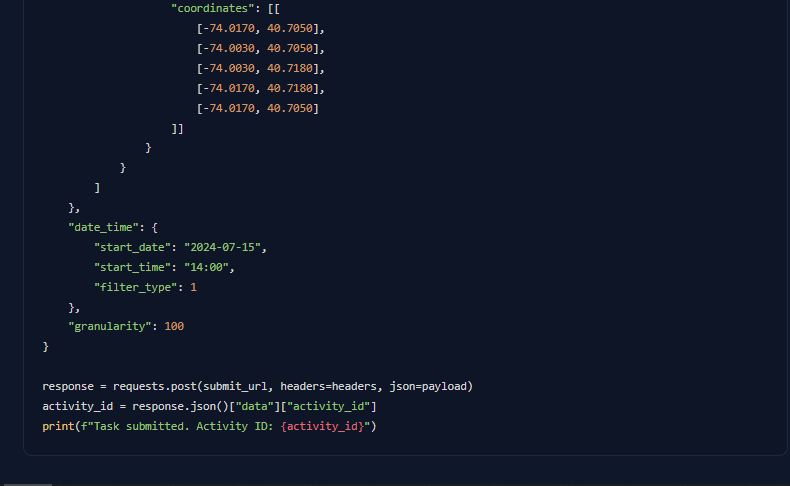 "coordinates": [[
[-74.0170, 40.7050],
[-74.0030, 40.7050],
[-74.0030, 40.7180],
[-74.0170, 40.7180],
[-74.0170, 40.7050]
]]
}
}
]
},
"date_time": {
"start_date": "2024-07-15",
"start_time": "14:00",
"filter_type": 1
},
"granularity": 100
}
response = requests.post(submit_url, headers=headers, json=payload)
activity_id = response.json()["data"]["activity_id"]
print(f"Task submitted. Activity ID: {activity_id}")